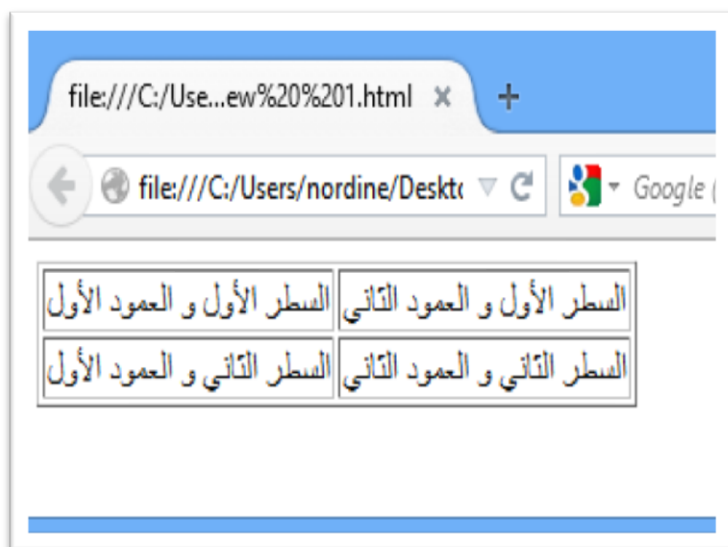 file:///C:/Use...ew%20%201.html
file:///C:/Users/nordine/Deskt
Google
السطر الأول و العمود الأول السطر الأول و العمود الثاني
السطر الثاني و العمود الأول السطر الثاني و العمود الثاني